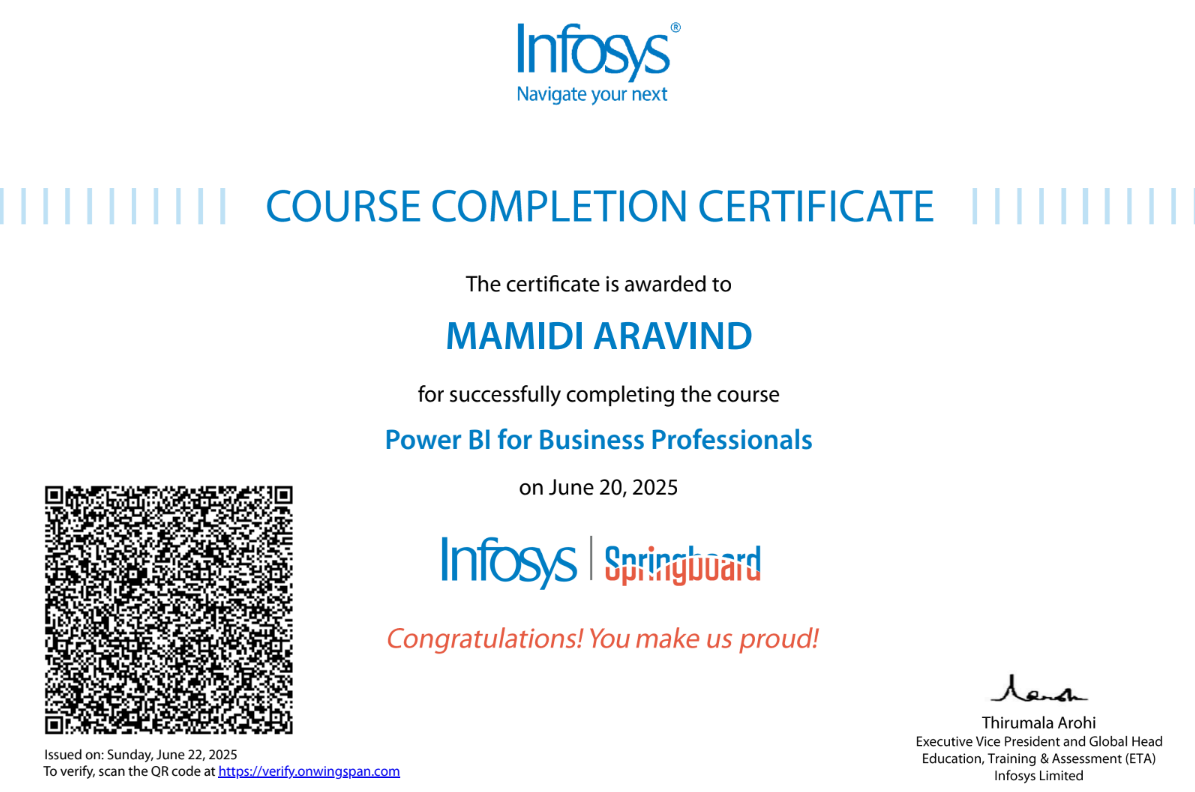 Infosys®
Navigate your next
COURSE COMPLETION CERTIFICATE
The certificate is awarded to
MAMIDI ARAVIND
for successfully completing the course
Power BI for Business Professionals
on June 20, 2025
Infosys | Springboard
Congratulations! You make us proud!
Issued on: Sunday, June 22, 2025
To verify, scan the QR code at https://verify.onwingspan.com
Thirumala Arohi
Executive Vice President and Global Head
Education, Training & Assessment (ETA)
Infosys Limited